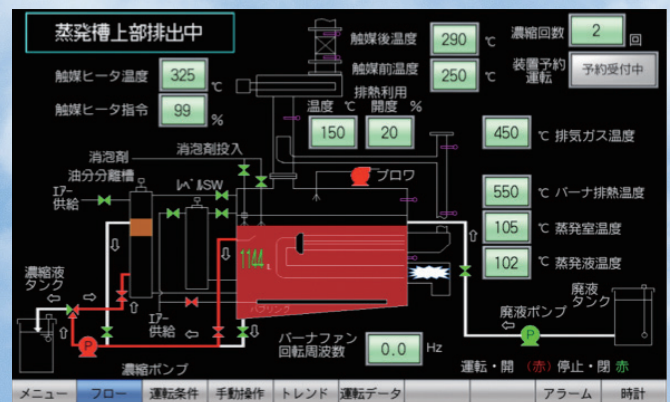 蒸発槽上部排出中
触媒後温度 290 ℃
濃縮回数 2 回
触媒ヒータ温度 325 ℃
触媒前温度 250 ℃
装置予約運転 予約受付中
触媒ヒータ指令 99 %
排熱利用
温度 ℃ 開度 %
150 20
450 ℃ 排気ガス温度
消泡剤
消泡剤投入
油分分離槽
ﾚﾍﾞﾙSW
ブロワ
ｴｱｰ供給
550 ℃ バーナ排熱温度
105 ℃ 蒸発室温度
102 ℃ 蒸発液温度
1144
濃縮液タンク
バブリング
廃液タンク
ｴｱｰ供給
廃液ポンプ
P
P
バーナファン回転周波数 0.0 Hz
濃縮ポンプ
運転・開 (赤) 停止・閉 赤
メニュー フロー 運転条件 手動操作 トレンド 運転データ アラーム 時計